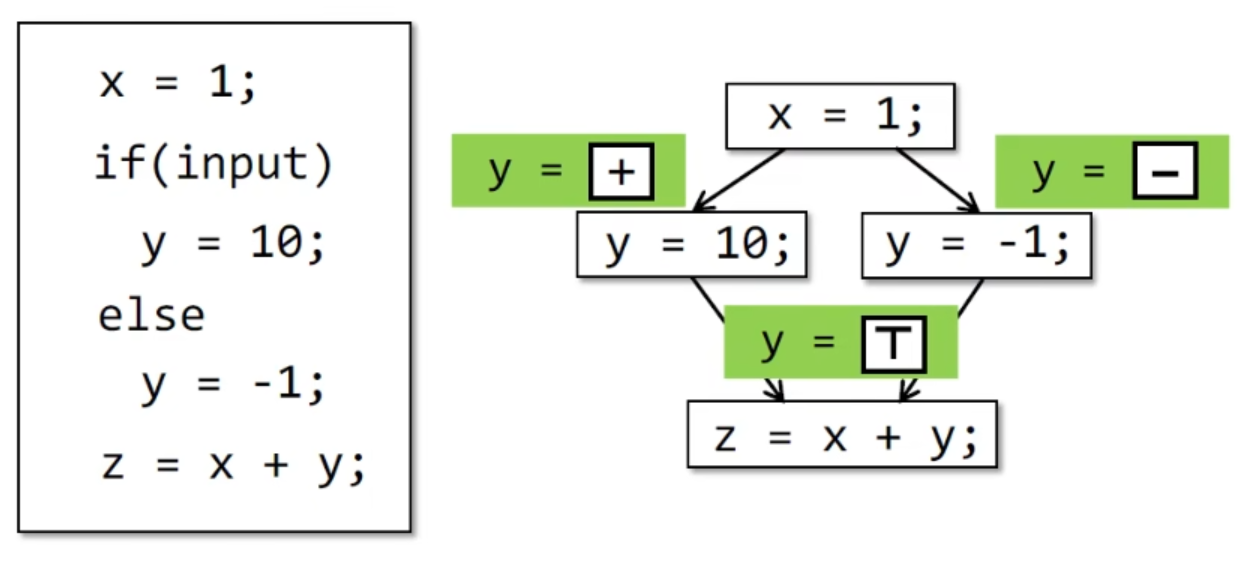 x = 1;
if(input)
y = 10;
else
y = -1;
z = x + y;
x = 1;
y = +
y = −
y = 10;
y = -1;
y = ⊤
z = x + y;